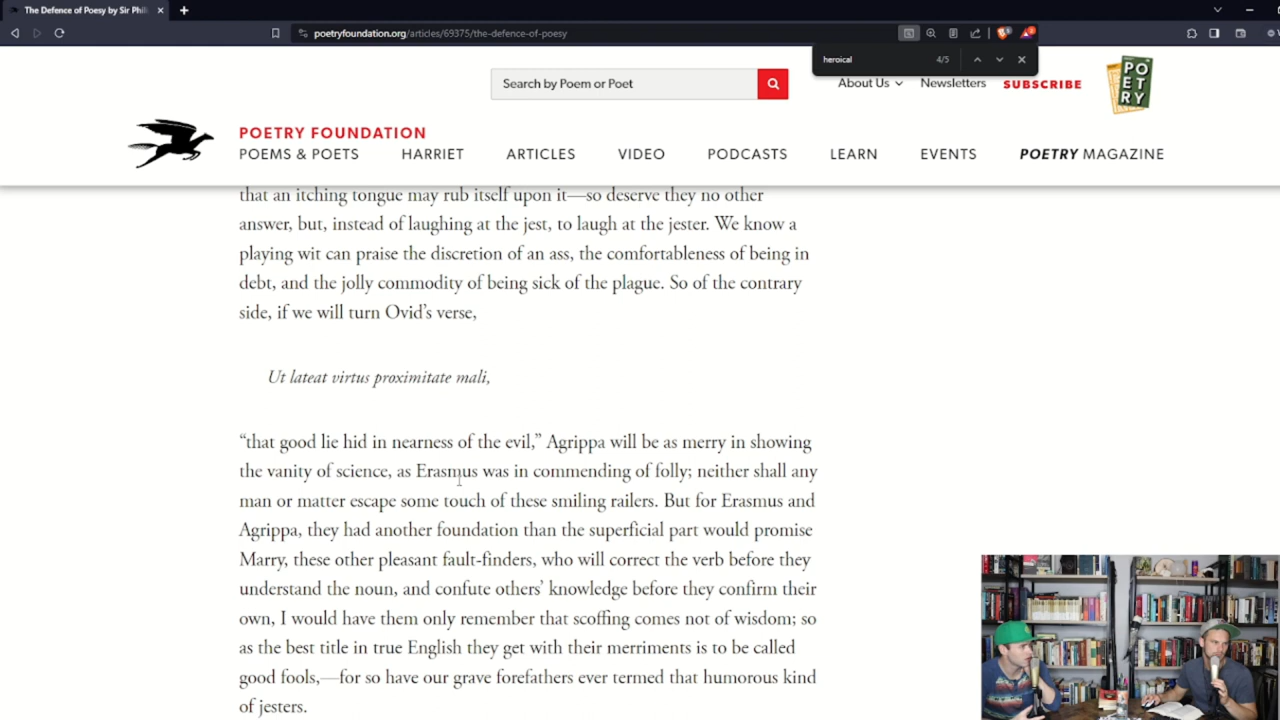 The Defence of Poesy by Sir Phil
poetryfoundation.org/articles/69375/the-defence-of-poesy
heroical 4/5
Search by Poem or Poet
About Us Newsletters SUBSCRIBE
PO
ET
RY
POETRY FOUNDATION
POEMS & POETS HARRIET ARTICLES VIDEO PODCASTS LEARN EVENTS POETRY MAGAZINE
that an itching tongue may rub itself upon it—so deserve they no other
answer, but, instead of laughing at the jest, to laugh at the jester. We know a
playing wit can praise the discretion of an ass, the comfortableness of being in
debt, and the jolly commodity of being sick of the plague. So of the contrary
side, if we will turn Ovid’s verse,
Ut lateat virtus proximitate mali,
“that good lie hid in nearness of the evil,” Agrippa will be as merry in showing
the vanity of science, as Erasmus was in commending of folly; neither shall any
man or matter escape some touch of these smiling railers. But for Erasmus and
Agrippa, they had another foundation than the superficial part would promise
Marry, these other pleasant fault-finders, who will correct the verb before they
understand the noun, and confute others’ knowledge before they confirm their
own, I would have them only remember that scoffing comes not of wisdom; so
as the best title in true English they get with their merriments is to be called
good fools,—for so have our grave forefathers ever termed that humorous kind
of jesters.